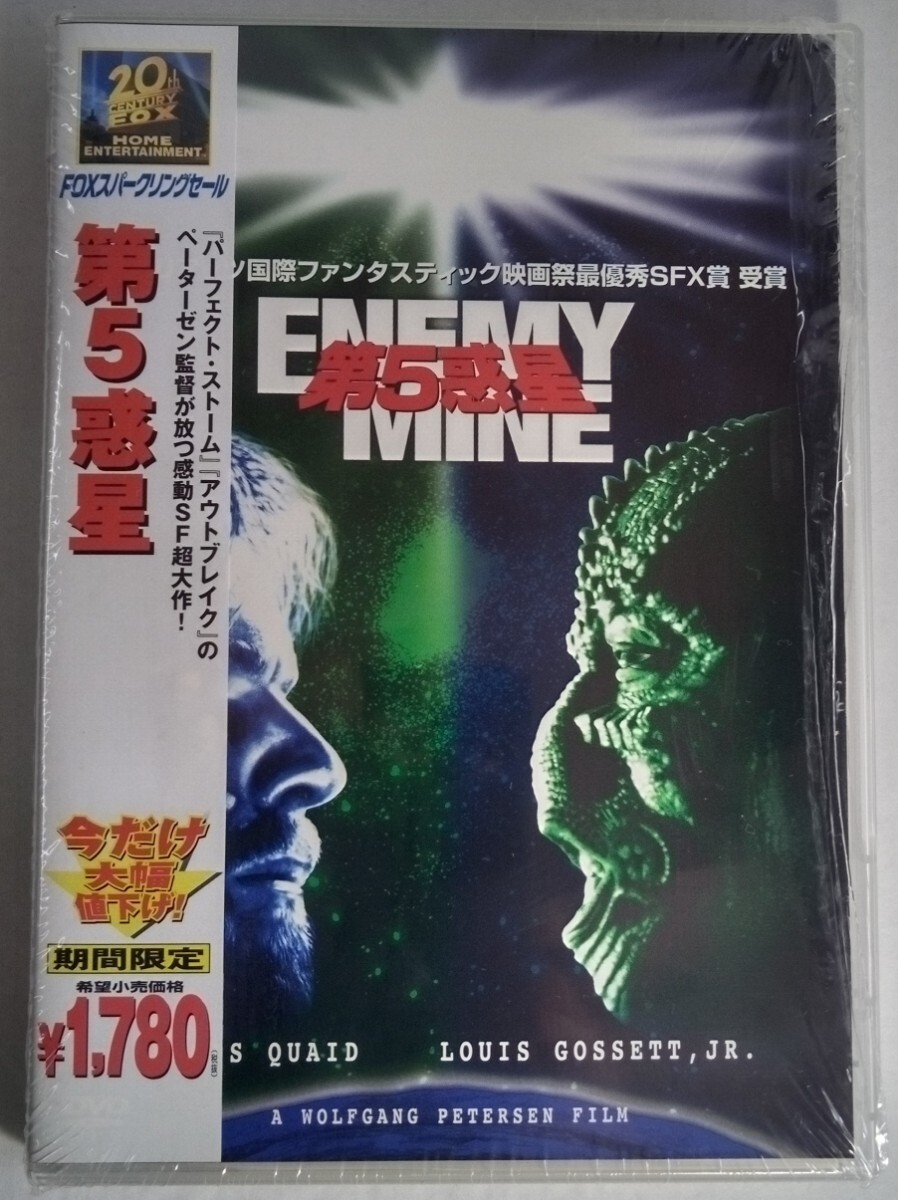 20th
CENTURY
FOX
HOME
ENTERTAINMENT
FOXスパークリングセール
第5惑星
『パーフェクト・ストーム』『アウトブレイク』の
ペーターゼン監督が放つ感動SF超大作!
今だけ
大幅
値下げ!
期間限定
希望小売価格
¥1,780
(税抜)
ツ国際ファンタスティック映画祭最優秀SFX賞 受賞
ENEMY
第5惑星
MINE
S QUAID LOUIS GOSSETT, JR.
A WOLFGANG PETERSEN FILM